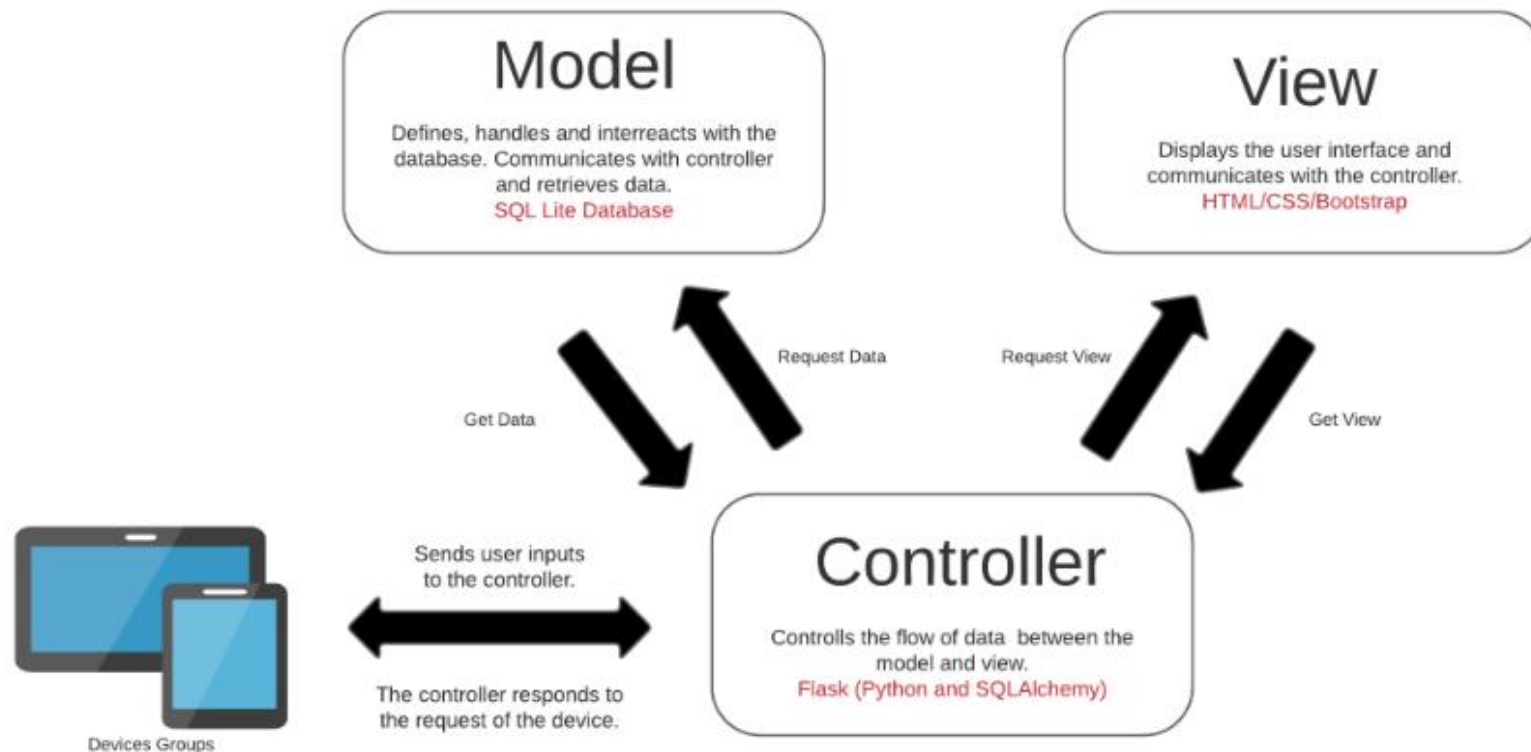 Model
Defines, handles and interreacts with the
database. Communicates with controller
and retrieves data.
SQL Lite Database
View
Displays the user interface and
communicates with the controller.
HTML/CSS/Bootstrap
Request Data
Request View
Get Data
Get View
Sends user inputs
to the controller.
The controller responds to
the request of the device.
Devices Groups
Controller
Controlls the flow of data between the
model and view.
Flask (Python and SQLAlchemy)